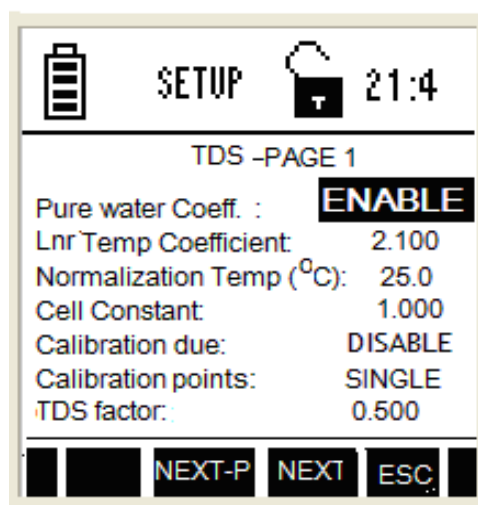 SETUP 21:4
TDS -PAGE 1
Pure water Coeff. : ENABLE
Lnr Temp Coefficient: 2.100
Normalization Temp (⁰C): 25.0
Cell Constant: 1.000
Calibration due: DISABLE
Calibration points: SINGLE
TDS factor: 0.500
NEXT-P NEXT ESC